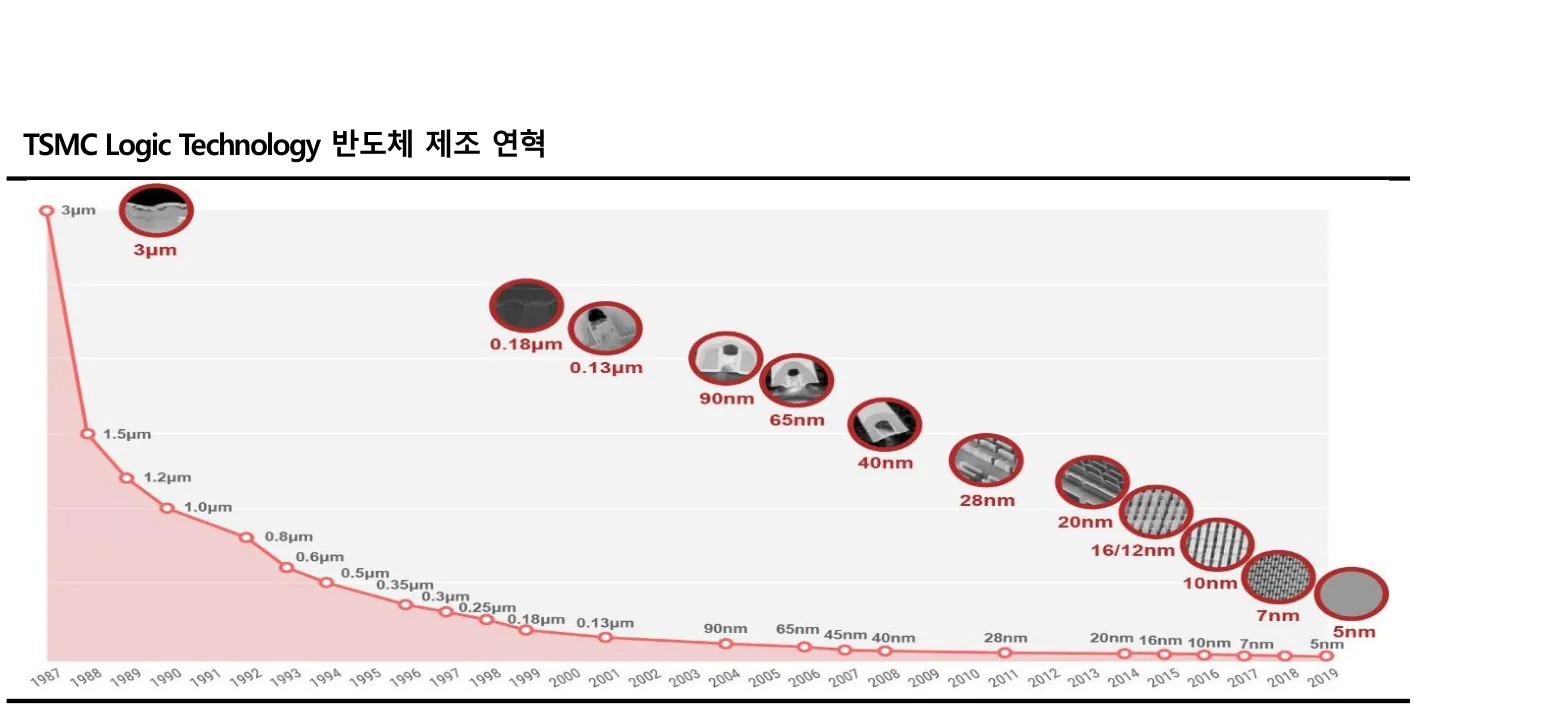 TSMC Logic Technology 반도체 제조 연혁
3µm
3µm
0.18µm
0.13µm
90nm
65nm
40nm
28nm
20nm
16/12nm
10nm
7nm
5nm
1.5µm
1.2µm
1.0µm
0.8µm
0.6µm
0.5µm
0.35µm
0.3µm
0.25µm
0.18µm
0.13µm
90nm
65nm
45nm
40nm
28nm
20nm
16nm
10nm
7nm
5nm
1987 1988 1989 1990 1991 1992 1993 1994 1995 1996 1997 1998 1999 2000 2001 2002 2003 2004 2005 2006 2007 2008 2009 2010 2011 2012 2013 2014 2015 2016 2017 2018 2019